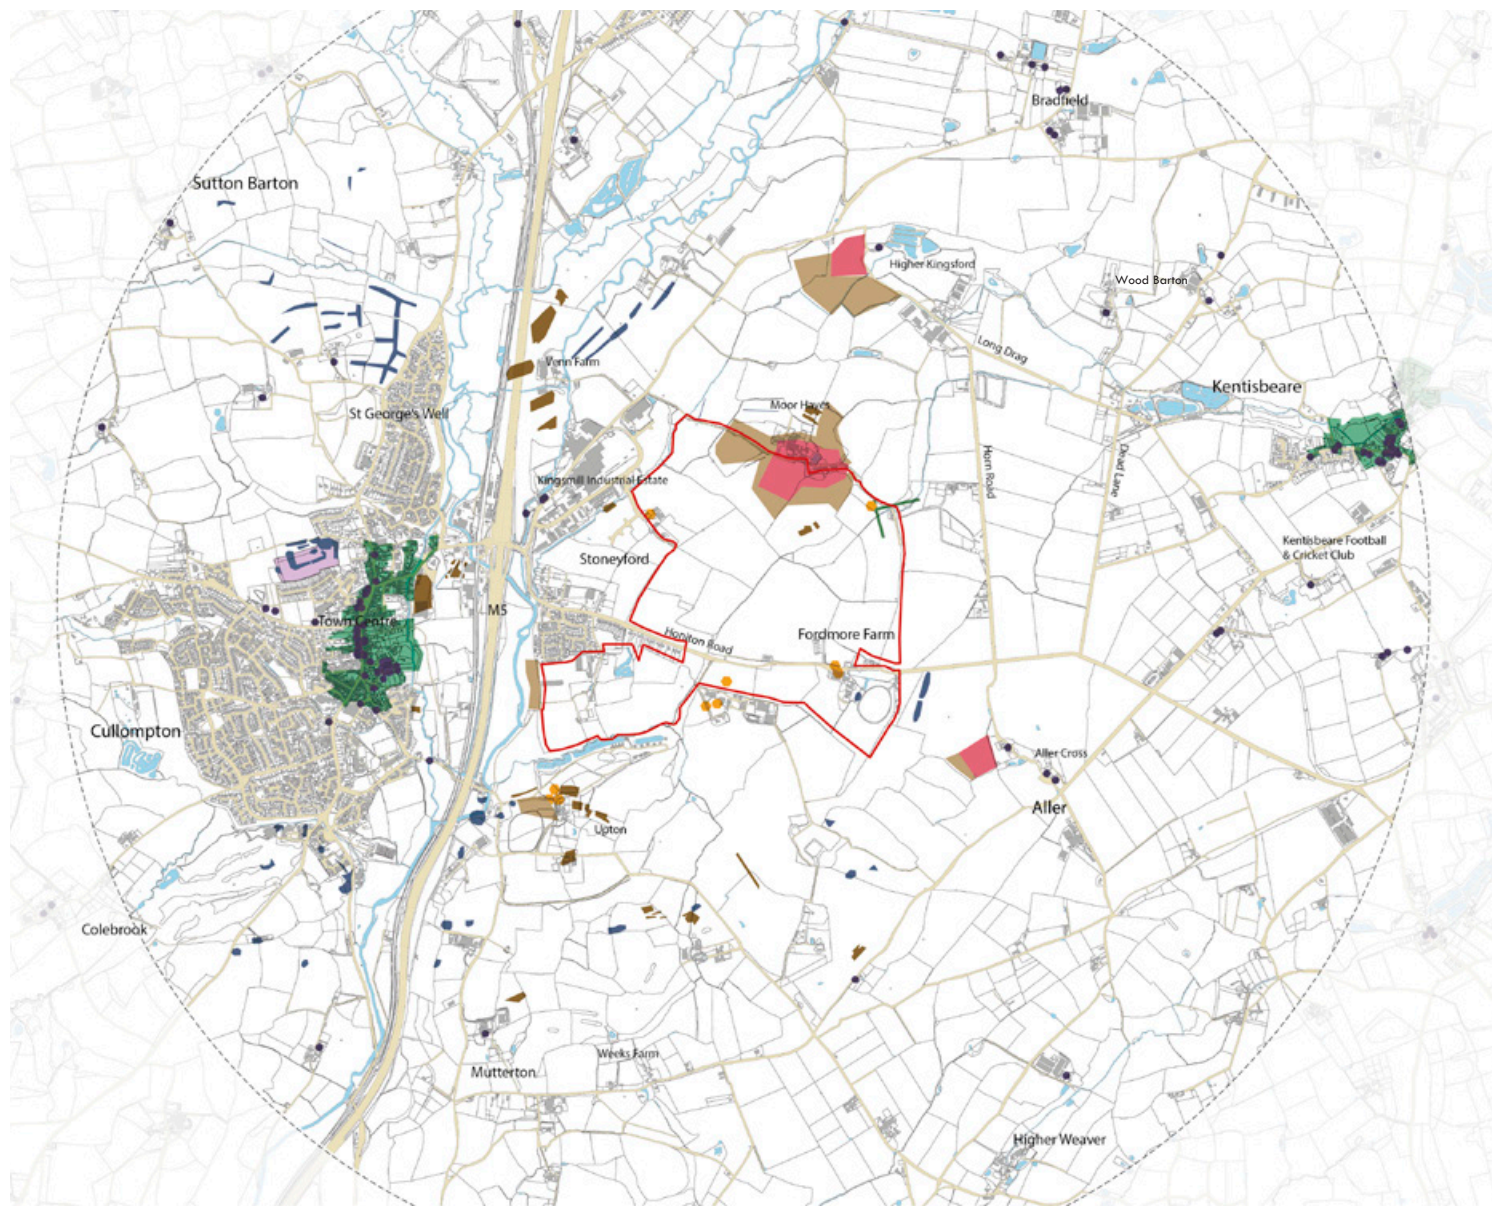 Bradfield
Sutton Barton
Higher Kingsford
Wood Barton
Long Drag
Venn Farm
Kentisbeare
Moor Hayes
St George's Well
Horn Road
Dead Lane
Kingsmill Industrial Estate
Kentisbeare Football
& Cricket Club
Stoneyford
M5
Town Centre
Honiton Road
Fordmore Farm
Cullompton
Aller Cross
Aller
Upton
Colebrook
Weeks Farm
Mutterton
Higher Weaver